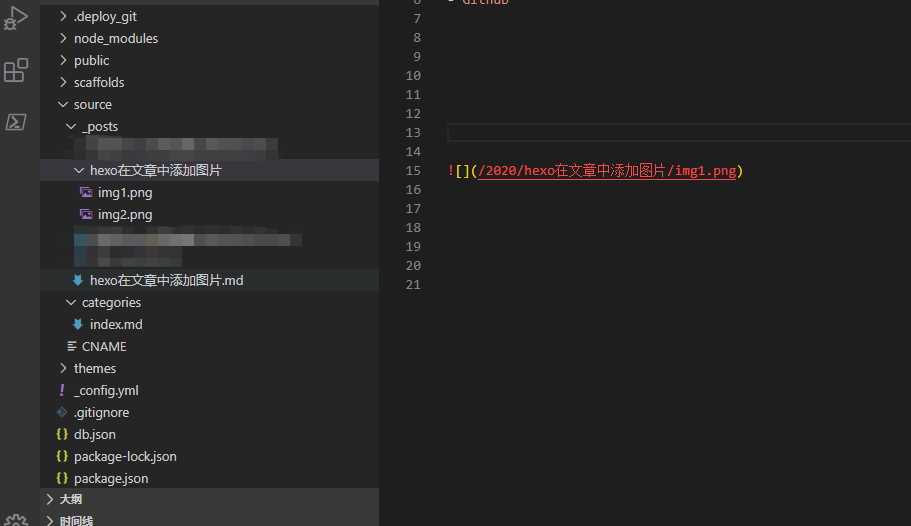 .deploy_git
node_modules
public
scaffolds
source
_posts
hexo在文章中添加图片
img1.png
img2.png
hexo在文章中添加图片.md
categories
index.md
CNAME
themes
_config.yml
.gitignore
db.json
package-lock.json
package.json
大纲
时间线
- Github
7
8
9
10
11
12
13
14
15 ![](/2020/hexo在文章中添加图片/img1.png)
16
17
18
19
20
21